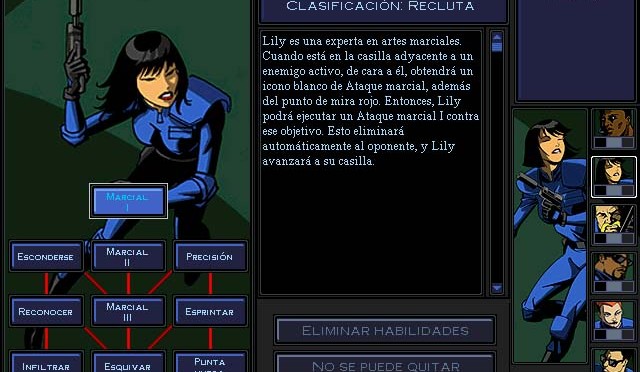 Clasificación: Recluta
Lily es una experta en artes marciales.
Cuando está en la casilla adyacente a un
enemigo activo, de cara a él, obtendrá un
icono blanco de Ataque marcial, además
del punto de mira rojo. Entonces, Lily
podrá ejecutar un Ataque marcial I contra
ese objetivo. Esto eliminará
automáticamente al oponente, y Lily
avanzará a su casilla.
Marcial
I
Esconderse
Marcial
II
Precisión
Reconocer
Marcial
III
Esprintar
Infiltrar
Esquivar
Punta
Eliminar habilidades
No se puede quitar